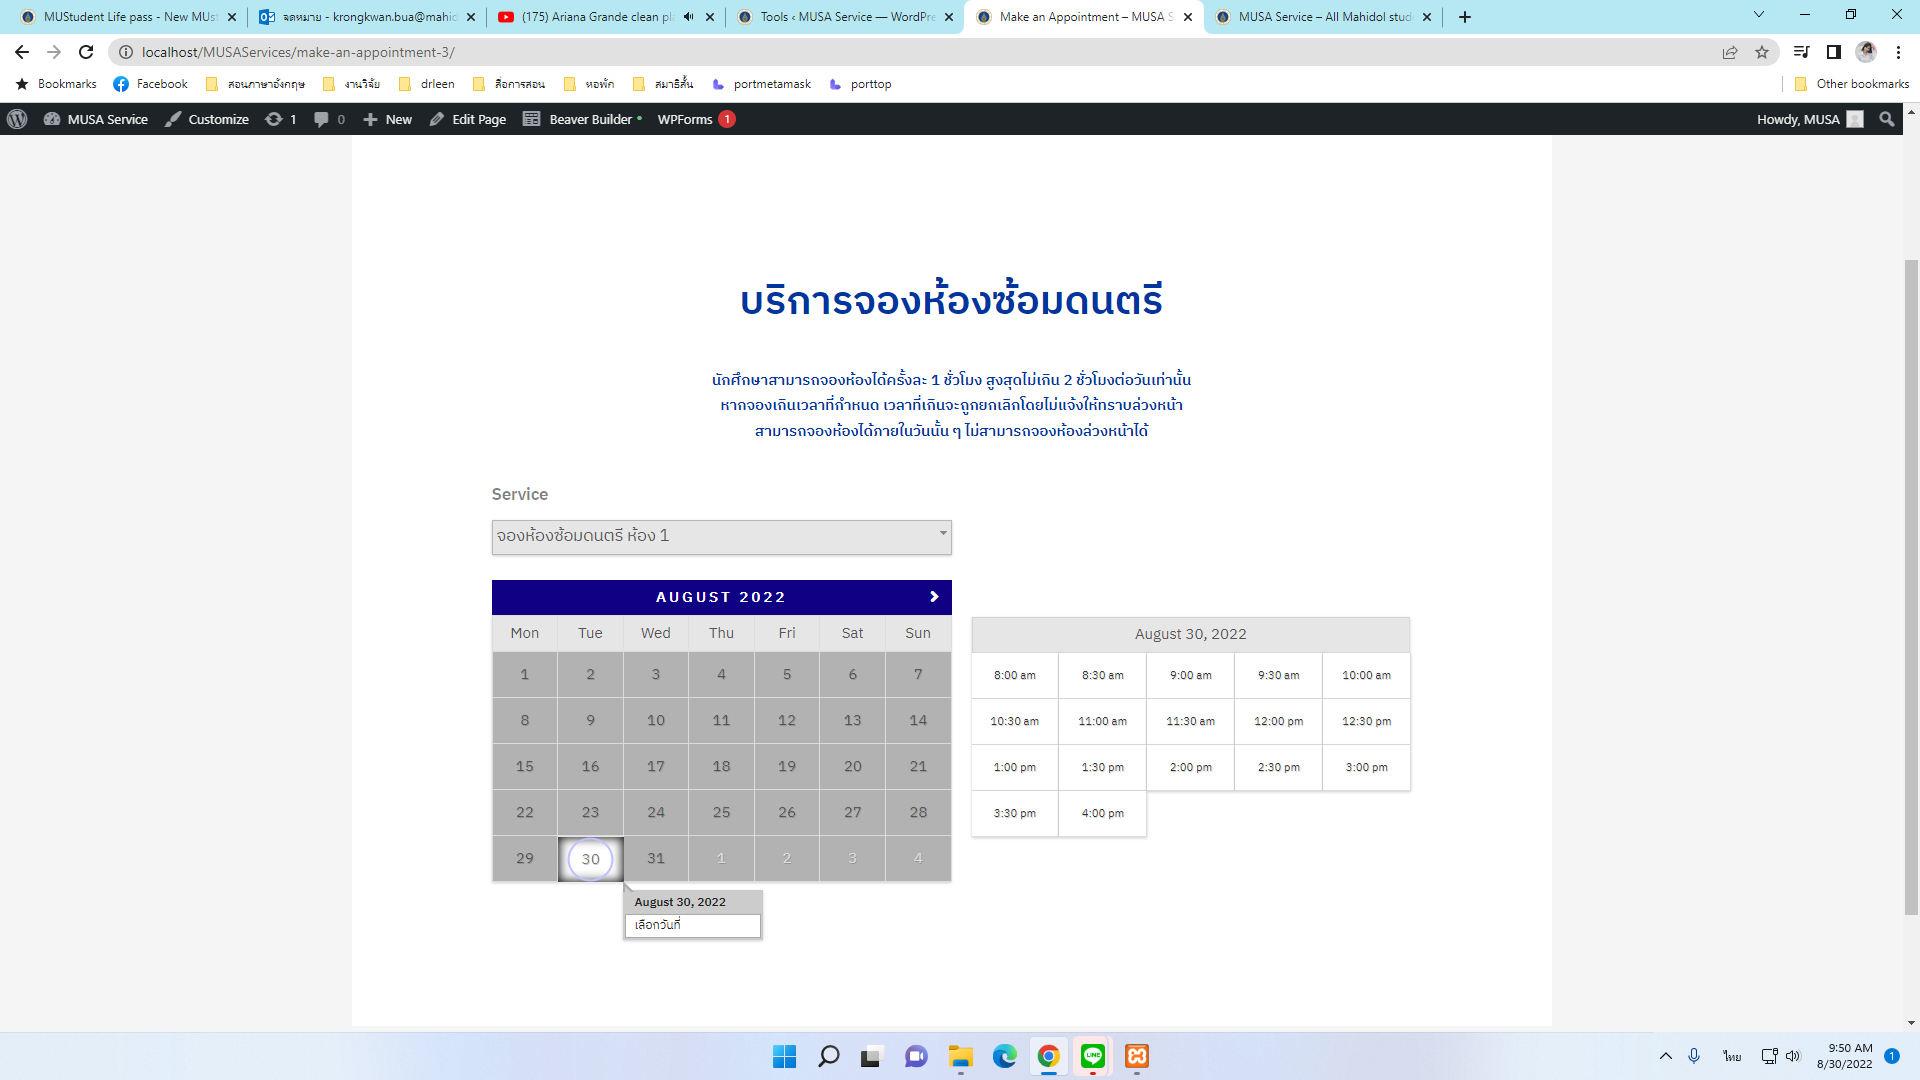 MUStudent Life pass - New MUst
จดหมาย - krongkwan.bua@mahid
(175) Ariana Grande clean pla
Tools ‹ MUSA Service — WordPre
Make an Appointment – MUSA S
MUSA Service – All Mahidol stud
localhost/MUSAServices/make-an-appointment-3/
Bookmarks
Facebook
สอนภาษาอังกฤษ
งานวิจัย
drleen
สื่อการสอน
หอพัก
สมาธิสั้น
portmetamask
porttop
Other bookmarks
MUSA Service
Customize
1
0
New
Edit Page
Beaver Builder
WPForms 1
Howdy, MUSA
บริการจองห้องซ้อมดนตรี
นักศึกษาสามารถจองห้องได้ครั้งละ 1 ชั่วโมง สูงสุดไม่เกิน 2 ชั่วโมงต่อวันเท่านั้น
หากจองเกินเวลาที่กำหนด เวลาที่เกินจะถูกยกเลิกโดยไม่แจ้งให้ทราบล่วงหน้า
สามารถจองห้องได้ภายในวันนั้น ๆ ไม่สามารถจองห้องล่วงหน้าได้
Service
จองห้องซ้อมดนตรี ห้อง 1
AUGUST 2022
Mon Tue Wed Thu Fri Sat Sun
1 2 3 4 5 6 7
8 9 10 11 12 13 14
15 16 17 18 19 20 21
22 23 24 25 26 27 28
29 30 31 1 2 3 4
August 30, 2022
เลือกวันที่
August 30, 2022
8:00 am 8:30 am 9:00 am 9:30 am 10:00 am
10:30 am 11:00 am 11:30 am 12:00 pm 12:30 pm
1:00 pm 1:30 pm 2:00 pm 2:30 pm 3:00 pm
3:30 pm 4:00 pm
LINE
ไทย
9:50 AM
8/30/2022
1